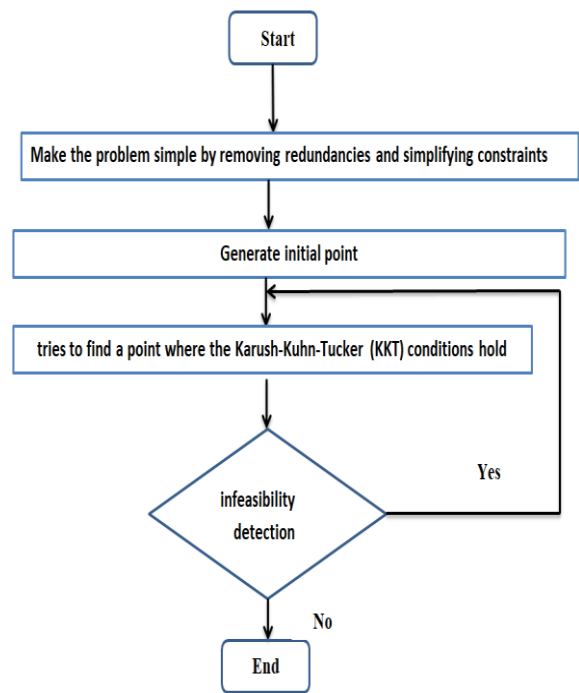 Start
Make the problem simple by removing redundancies and simplifying constraints
Generate initial point
tries to find a point where the Karush-Kuhn-Tucker (KKT) conditions hold
Yes
infeasibility
detection
No
End